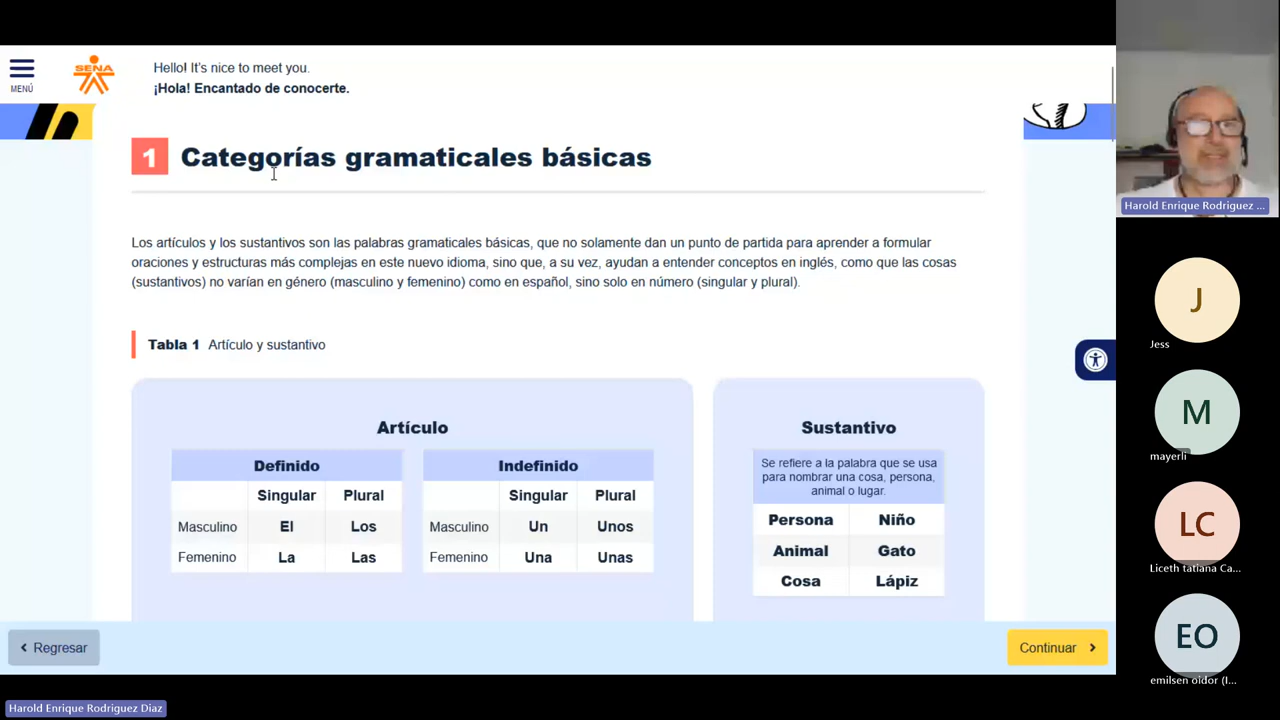 MENÚ
SENA
Hello! It's nice to meet you.
¡Hola! Encantado de conocerte.
1 Categorías gramaticales básicas
Los artículos y los sustantivos son las palabras gramaticales básicas, que no solamente dan un punto de partida para aprender a formular
oraciones y estructuras más complejas en este nuevo idioma, sino que, a su vez, ayudan a entender conceptos en inglés, como que las cosas
(sustantivos) no varían en género (masculino y femenino) como en español, sino solo en número (singular y plural).
Tabla 1 Artículo y sustantivo
Artículo
Definido
Singular Plural
Masculino El Los
Femenino La Las
Indefinido
Singular Plural
Masculino Un Unos
Femenino Una Unas
Sustantivo
Se refiere a la palabra que se usa
para nombrar una cosa, persona,
animal o lugar.
Persona Niño
Animal Gato
Cosa Lápiz
Regresar
Continuar
Harold Enrique Rodriguez Diaz
Harold Enrique Rodriguez ...
J
Jess
M
mayerli
LC
Liceth tatiana Ca...
EO
emilsen oidor (I...